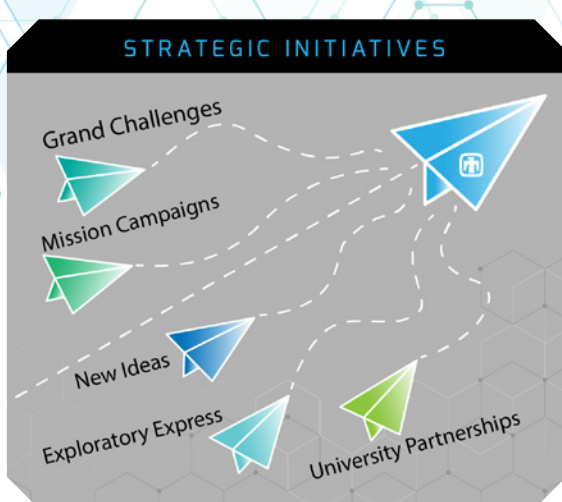 STRATEGIC INITIATIVES
Grand Challenges
Mission Campaigns
New Ideas
Exploratory Express
University Partnerships